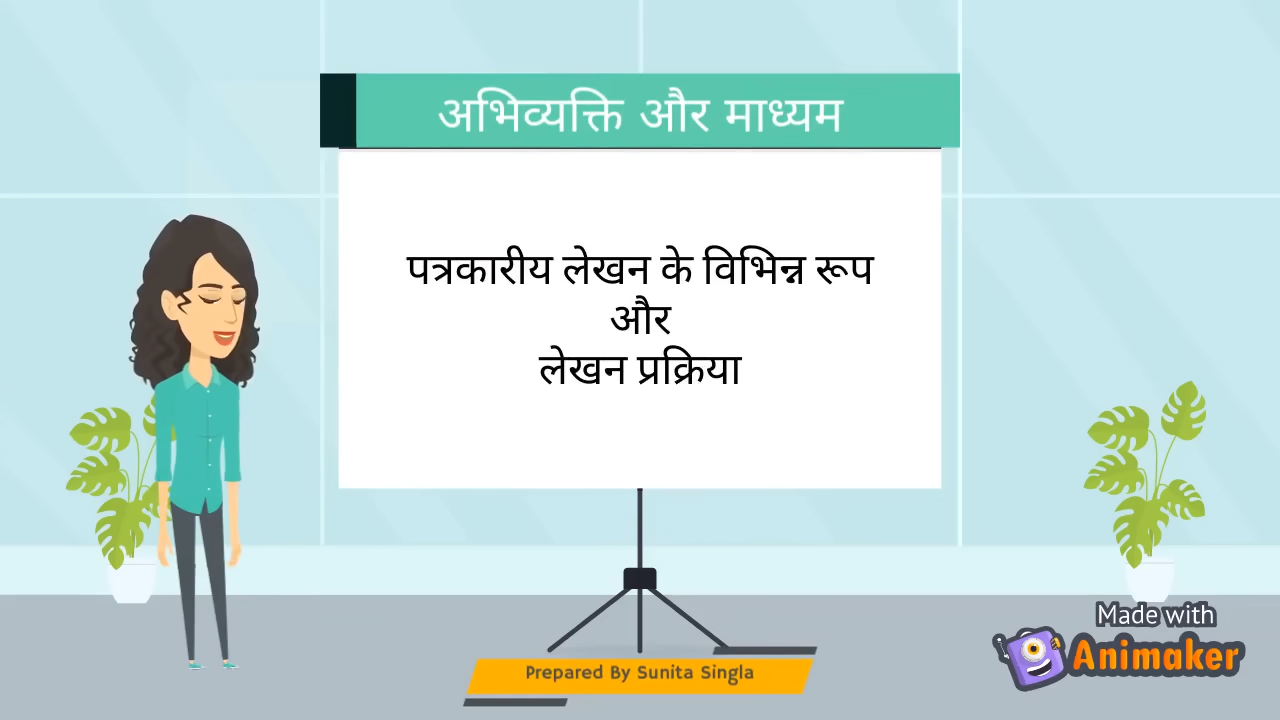 अभिव्यक्ति और माध्यम
पत्रकारीय लेखन के विभिन्न रूप
और
लेखन प्रक्रिया
Prepared By Sunita Singla
Made with
Animaker